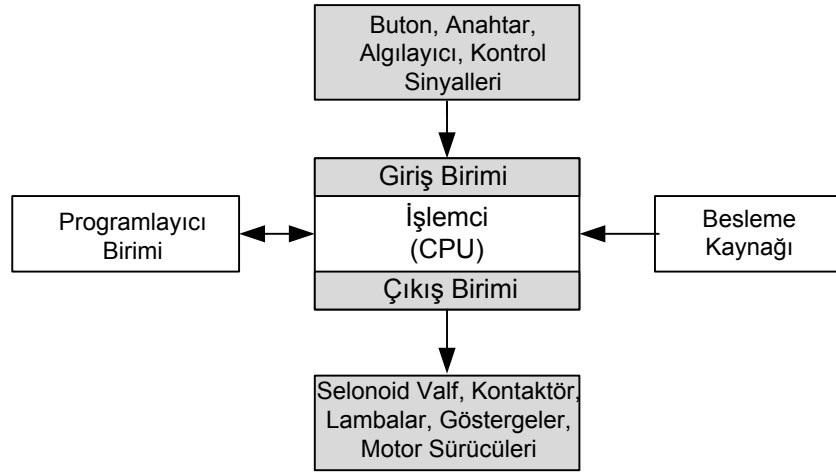 Buton, Anahtar,
Algılayıcı, Kontrol
Sinyalleri
Giriş Birimi
Programlayıcı
Birimi
İşlemci
(CPU)
Besleme
Kaynağı
Çıkış Birimi
Selonoid Valf, Kontaktör,
Lambalar, Göstergeler,
Motor Sürücüleri